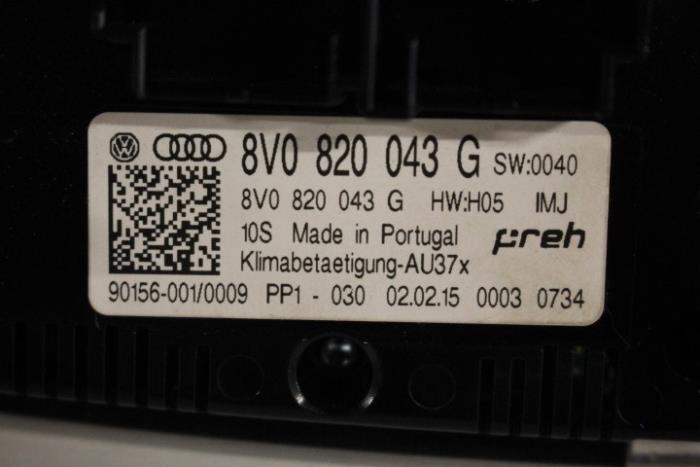 8V0 820 043 G SW:0040
8V0 820 043 G HW:H05 IMJ
10S Made in Portugal preh
Klimabetaetigung-AU37x
90156-001/0009 PP1 - 030 02.02.15 0003 0734